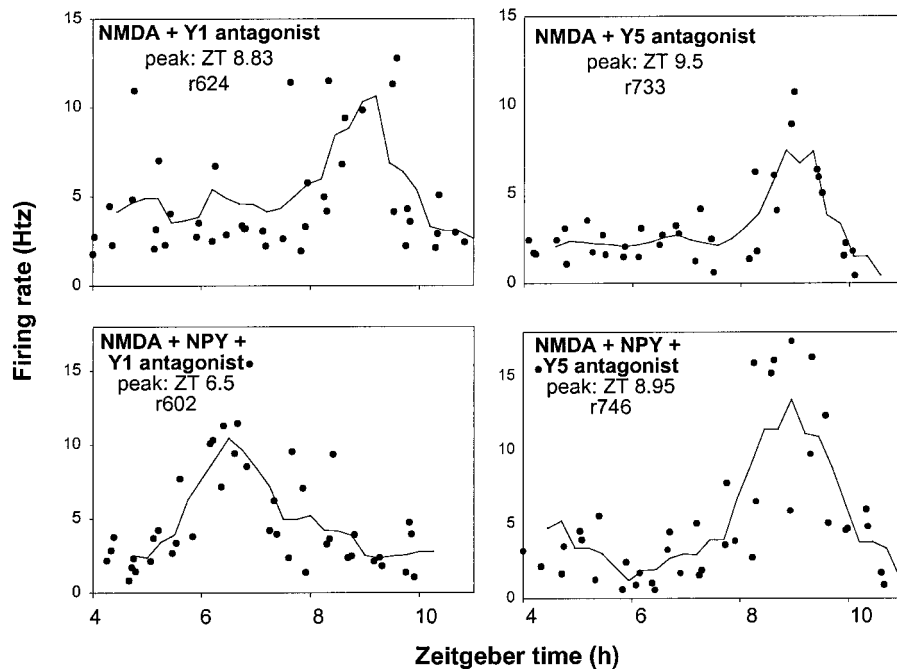 Firing rate (Htz)
15
10
5
0
NMDA + Y1 antagonist
peak: ZT 8.83
r624
15
10
5
0
NMDA + Y5 antagonist
peak: ZT 9.5
r733
15
10
5
0
NMDA + NPY +
Y1 antagonist
peak: ZT 6.5
r602
4 6 8 10
15
10
5
0
NMDA + NPY +
Y5 antagonist
peak: ZT 8.95
r746
4 6 8 10
Zeitgeber time (h)